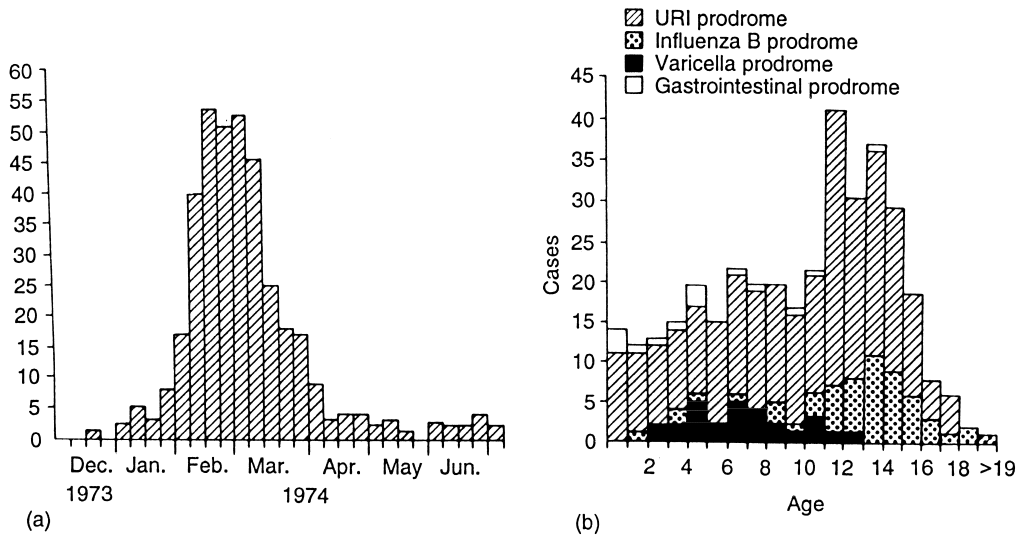 60
55
50
45
40
35
30
25
20
15
10
5
0
Dec. Jan. Feb. Mar. Apr. May Jun.
1973 1974
(a)
URI prodrome
Influenza B prodrome
Varicella prodrome
Gastrointestinal prodrome
45
40
35
30
25
20
15
10
5
0
Cases
2 4 6 8 10 12 14 16 18 >19
Age
(b)